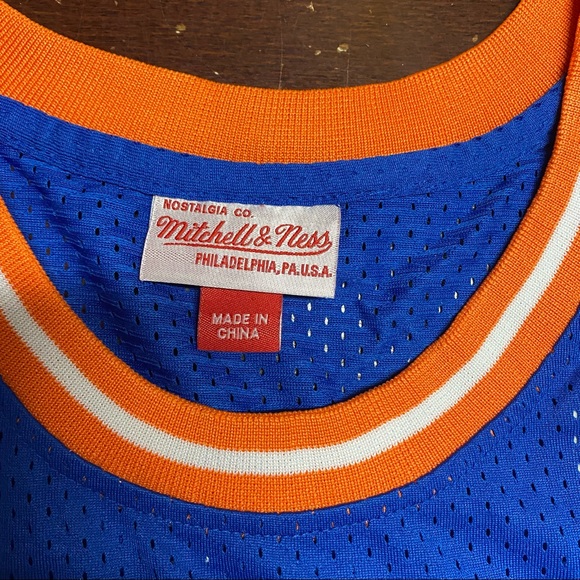 NOSTALGIA CO.
Mitchell & Ness
PHILADELPHIA, PA. U.S.A.
MADE IN
CHINA